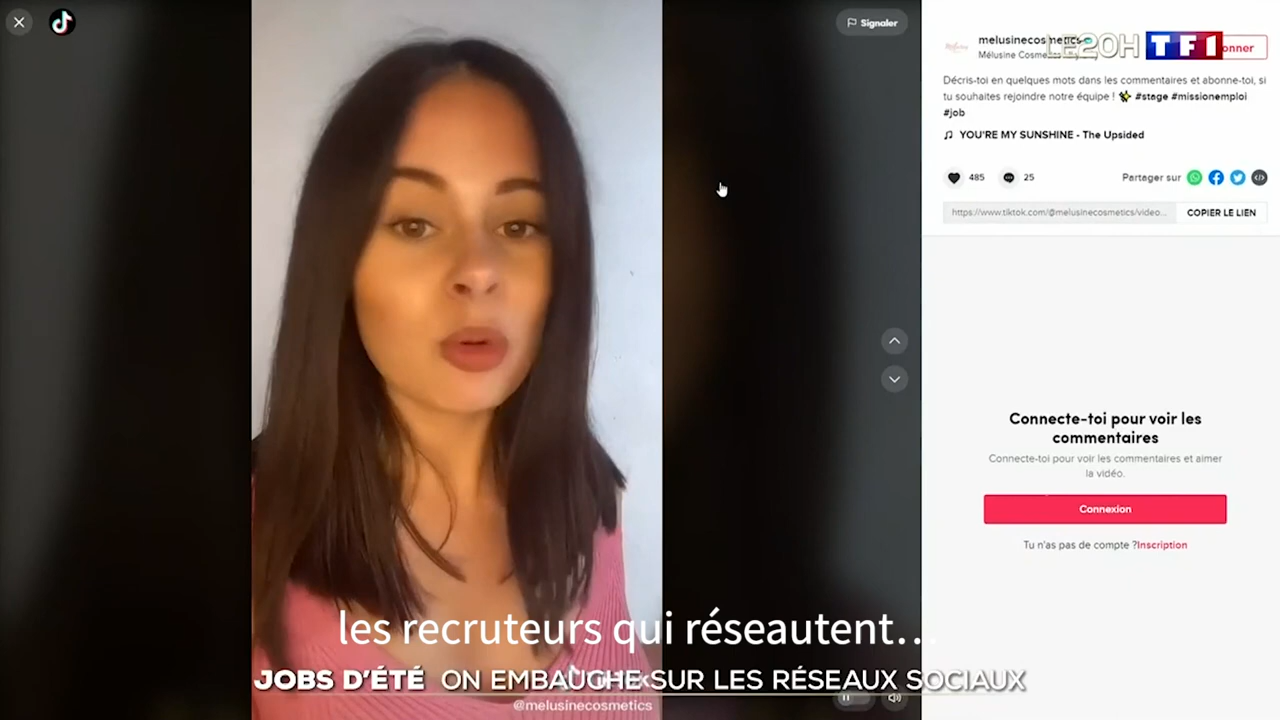 Signaler
melusinecosmetics
Mélusine Cosmetics
LE 20H TF1
Décris-toi en quelques mots dans les commentaires et abonne-toi, si
tu souhaites rejoindre notre équipe ! ✨ #stage #missionemploi
#job
♫ YOU'RE MY SUNSHINE - The Upsided
485
25
Partager sur
https://www.tiktok.com/@melusinecosmetics/video...
COPIER LE LIEN
Connecte-toi pour voir les
commentaires
Connecte-toi pour voir les commentaires et aimer
la vidéo.
Connexion
Tu n'as pas de compte ?Inscription
les recruteurs qui réseautent...
JOBS D'ÉTÉ ON EMBAUCHE SUR LES RÉSEAUX SOCIAUX
@melusinecosmetics